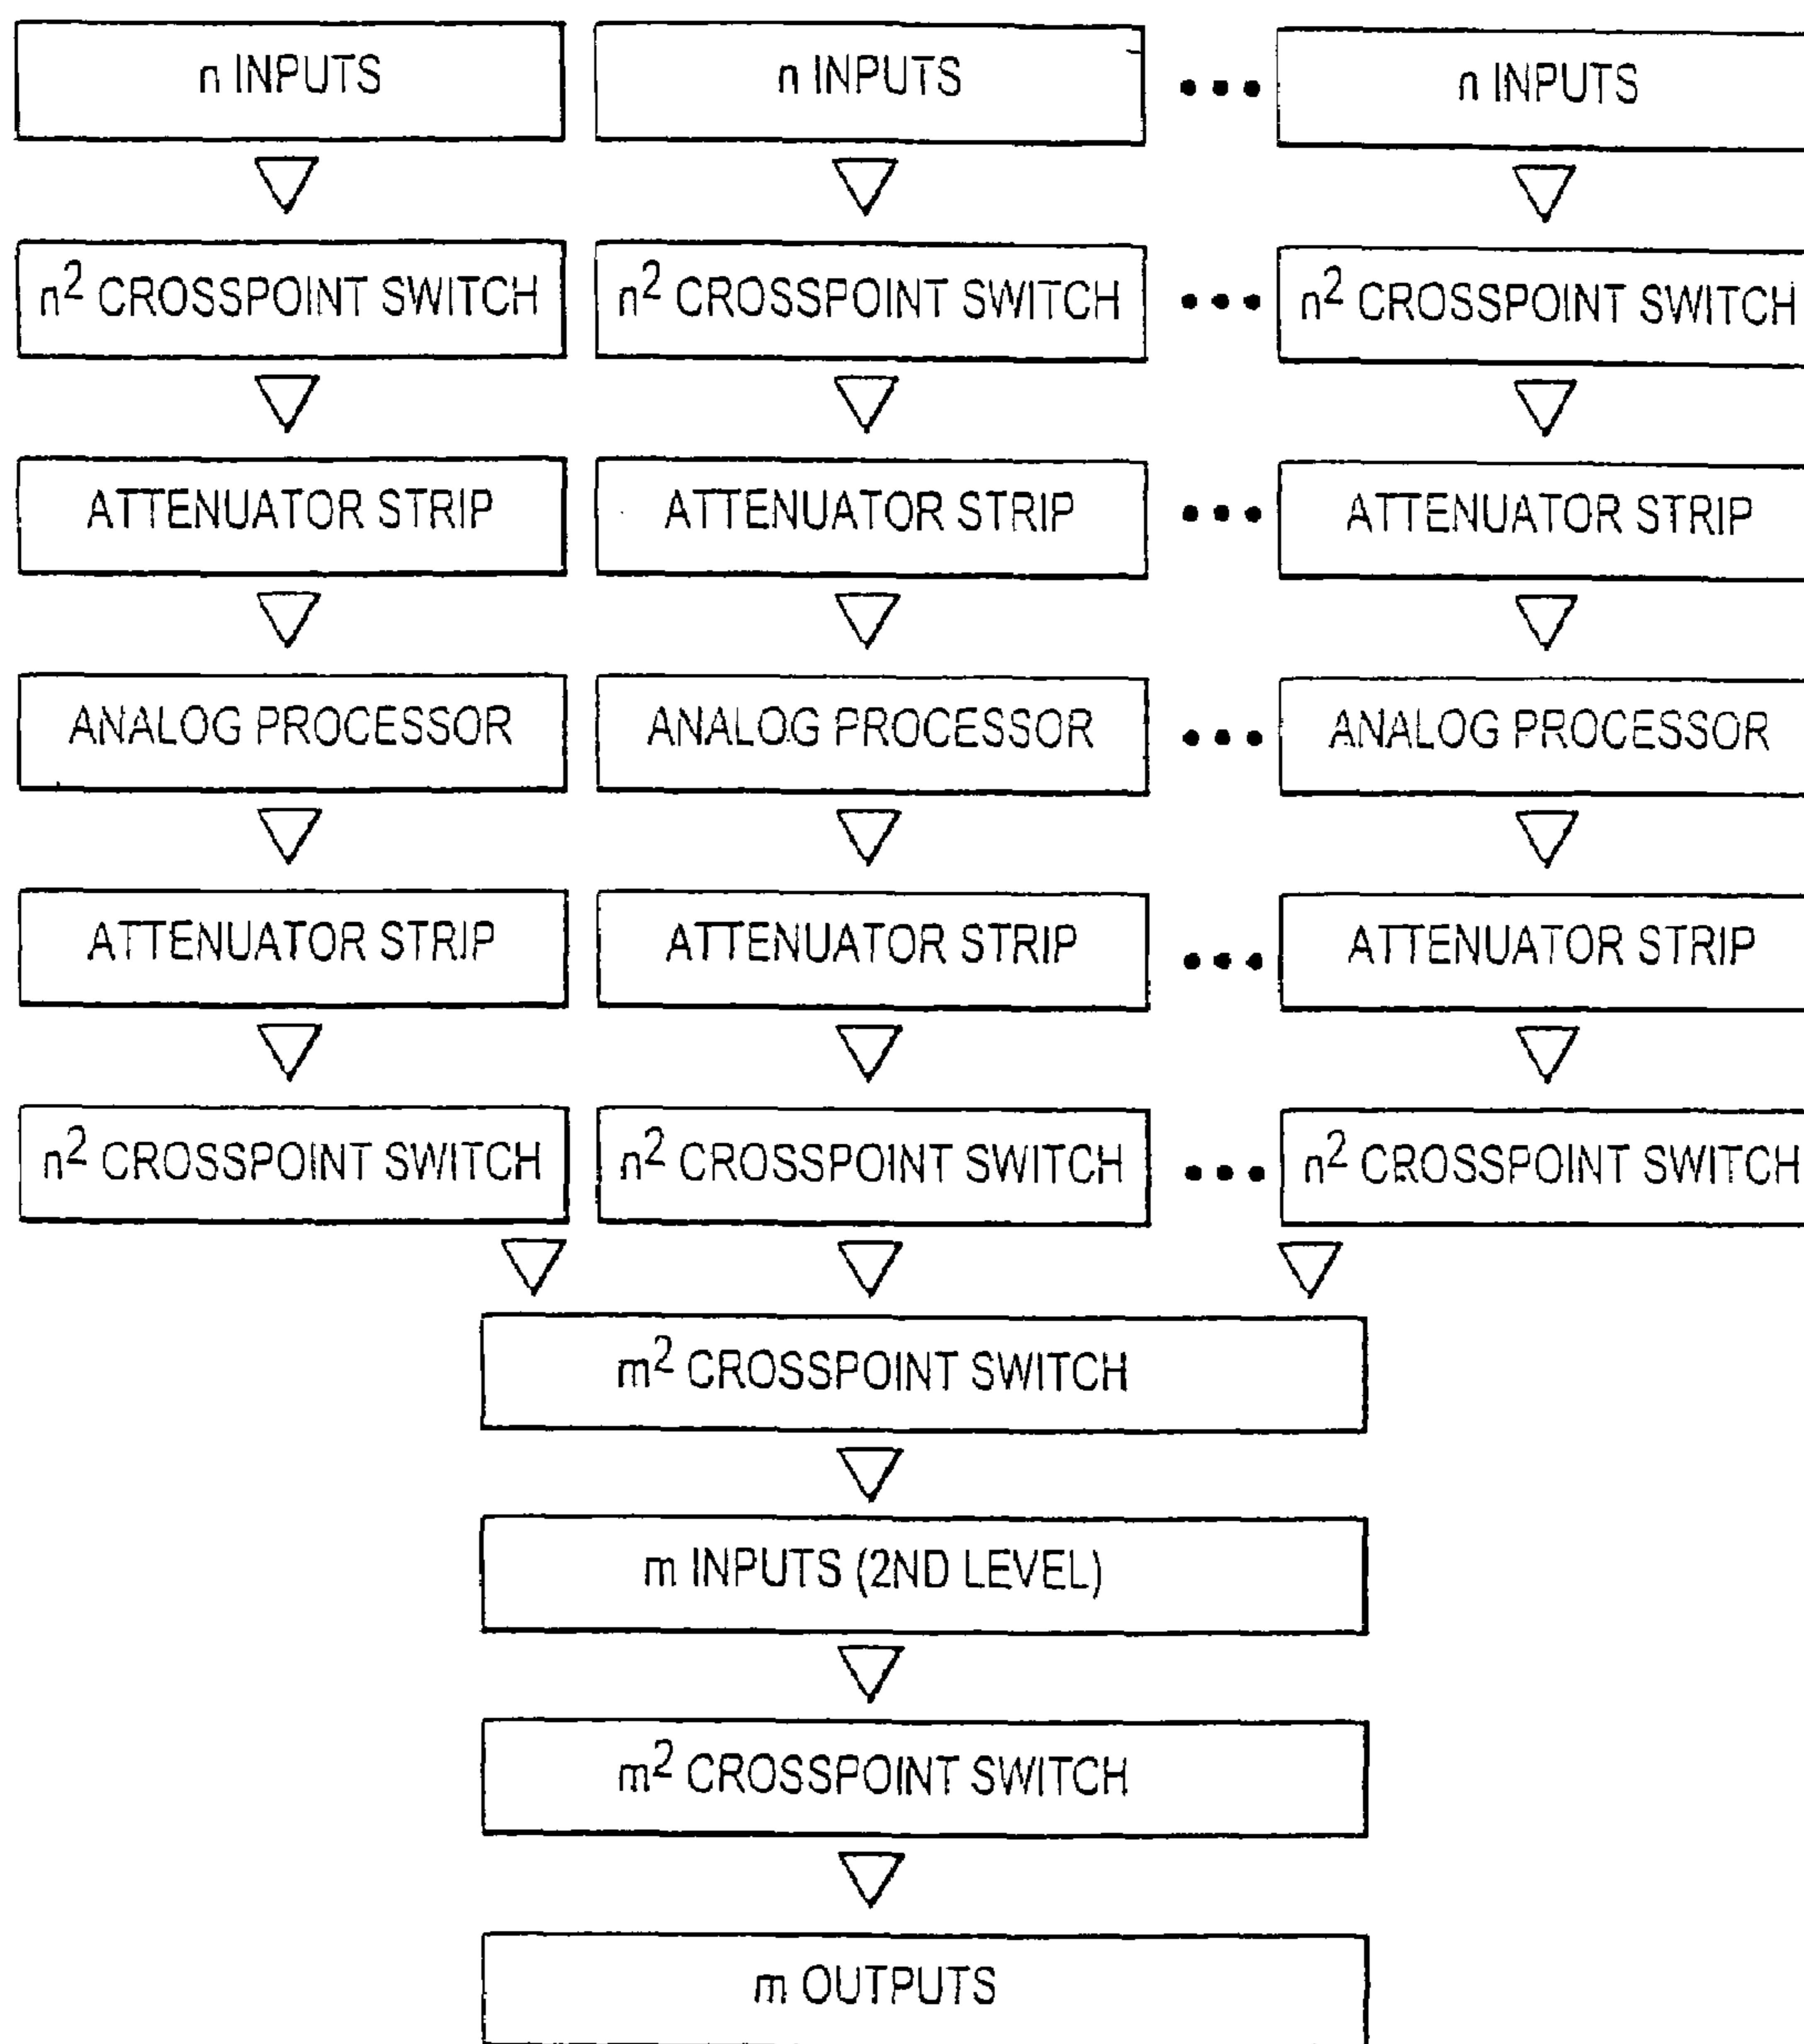 n INPUTS n INPUTS ••• n INPUTS
n² CROSSPOINT SWITCH n² CROSSPOINT SWITCH ••• n² CROSSPOINT SWITCH
ATTENUATOR STRIP ATTENUATOR STRIP ••• ATTENUATOR STRIP
ANALOG PROCESSOR ANALOG PROCESSOR ••• ANALOG PROCESSOR
ATTENUATOR STRIP ATTENUATOR STRIP ••• ATTENUATOR STRIP
n² CROSSPOINT SWITCH n² CROSSPOINT SWITCH ••• n² CROSSPOINT SWITCH
m² CROSSPOINT SWITCH
m INPUTS (2ND LEVEL)
m² CROSSPOINT SWITCH
m OUTPUTS